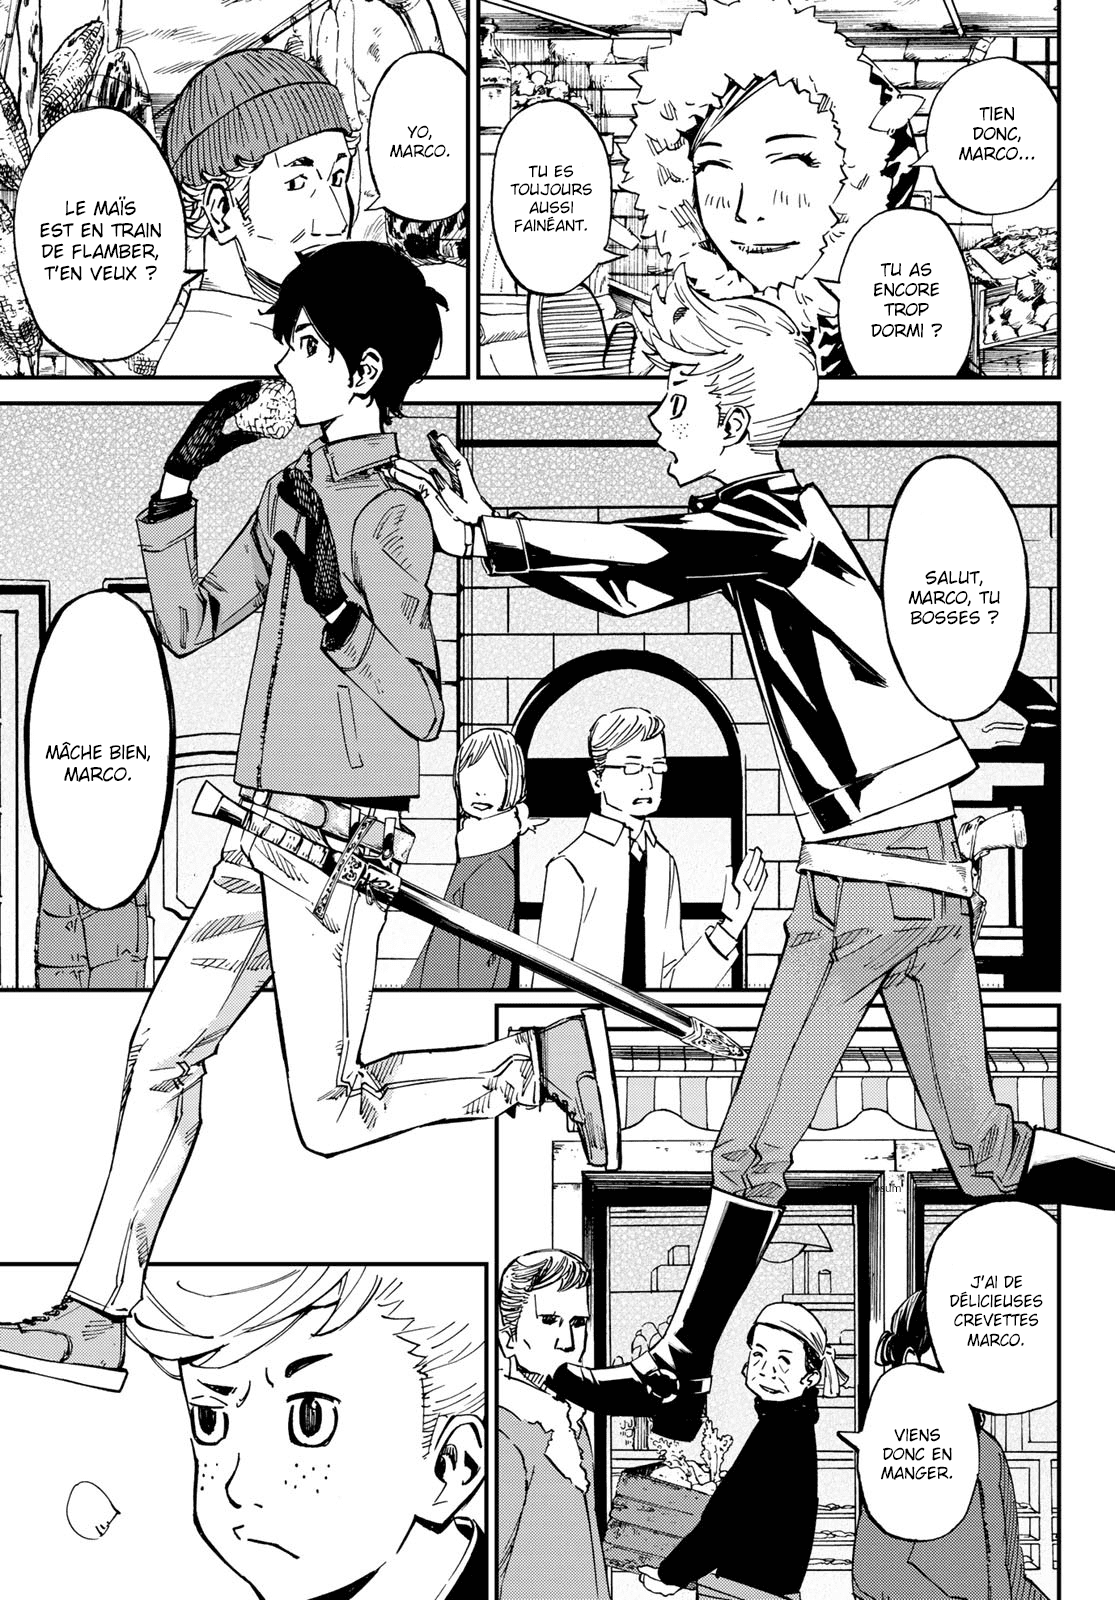 TIEN
DONC,
MARCO...
TU AS
ENCORE
TROP
DORMI ?
TU ES
TOUJOURS
AUSSI
FAINÉANT.
YO,
MARCO.
LE MAÏS
EST EN TRAIN
DE FLAMBER,
T'EN VEUX ?
SALUT,
MARCO, TU
BOSSES ?
MÂCHE BIEN,
MARCO.
J'AI DE
DÉLICIEUSES
CREVETTES
MARCO.
VIENS
DONC EN
MANGER.